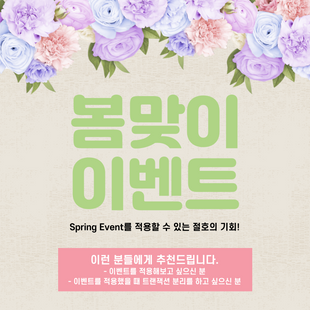 봄맞이
이벤트
Spring Event를 적용할 수 있는 절호의 기회!
이런 분들에게 추천드립니다.
- 이벤트를 적용해보고 싶으신 분
- 이벤트를 적용했을 때 트랜잭션 분리를 하고 싶으신 분